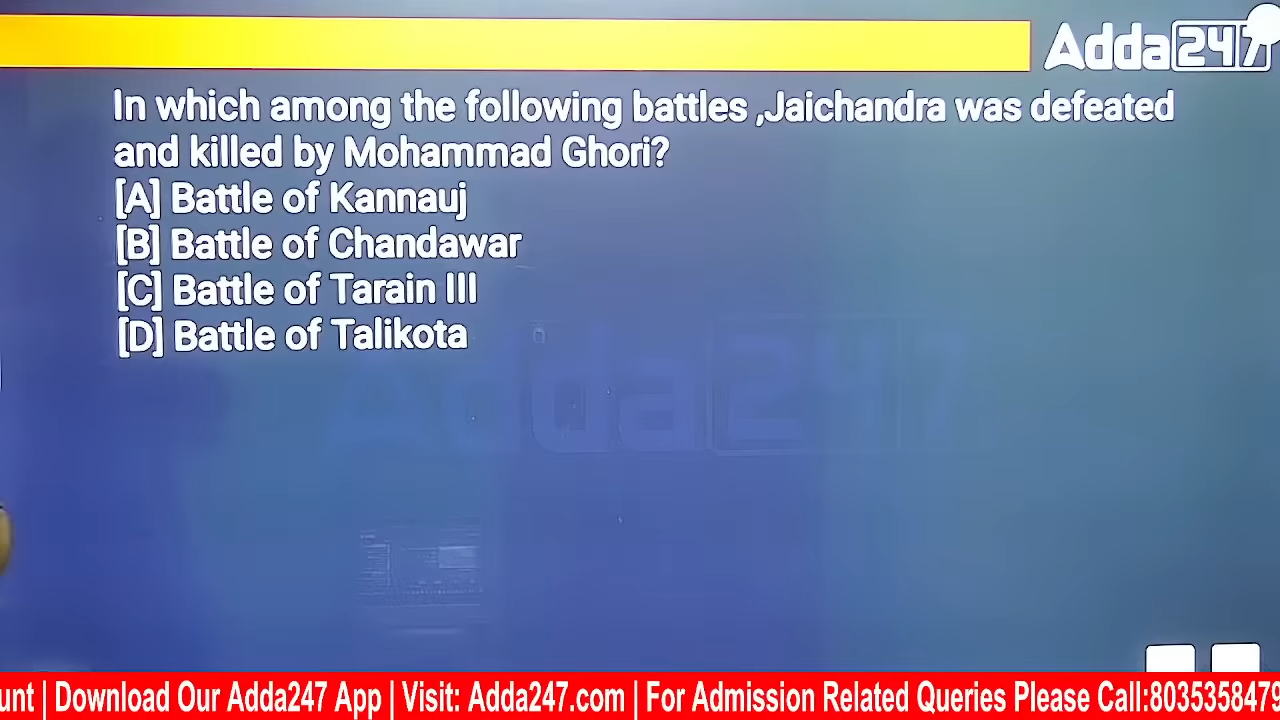 Adda247
In which among the following battles ,Jaichandra was defeated
and killed by Mohammad Ghori?
[A] Battle of Kannauj
[B] Battle of Chandawar
[C] Battle of Tarain III
[D] Battle of Talikota
Adda247
unt | Download Our Adda247 App | Visit: Adda247.com | For Admission Related Queries Please Call:8035358479